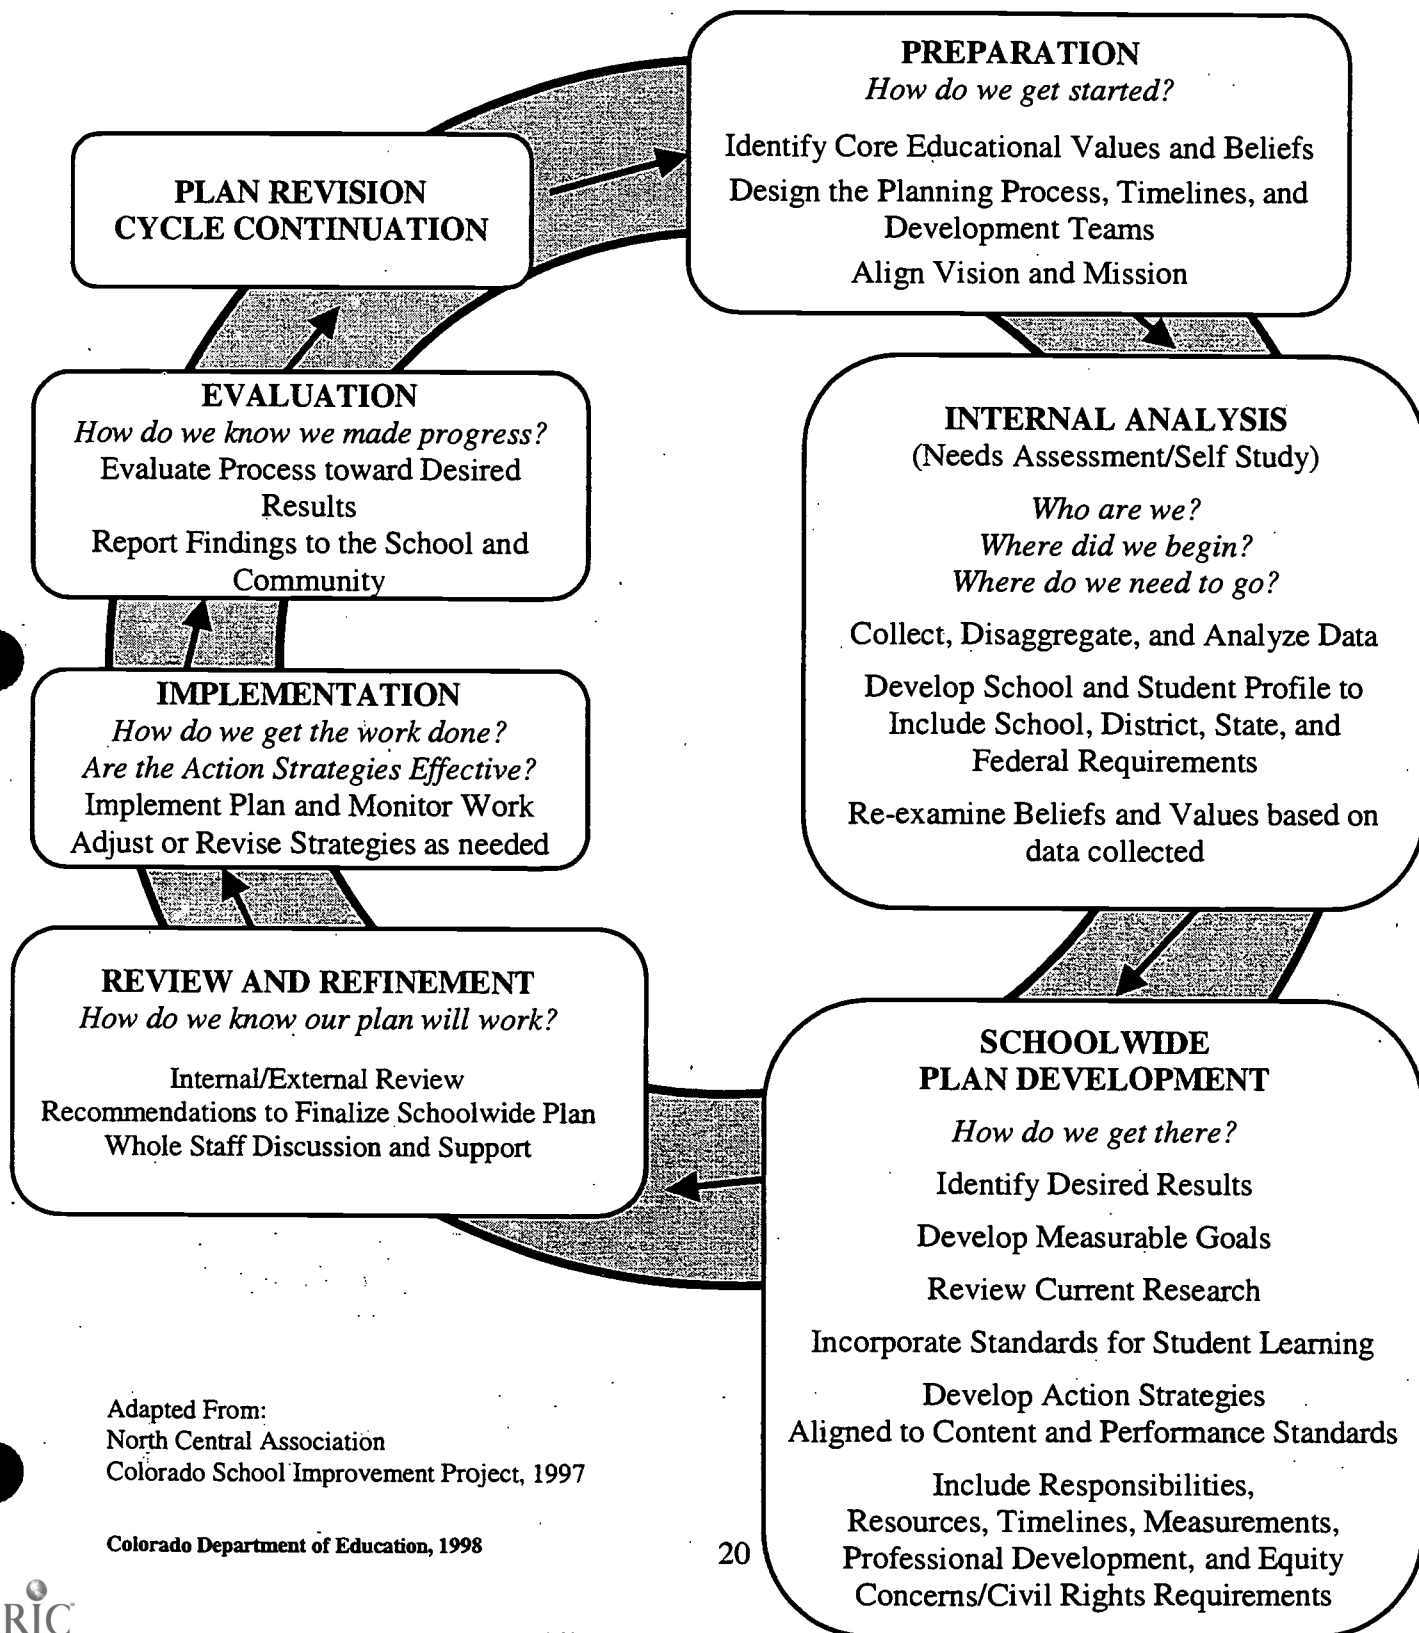 PREPARATION
How do we get started?
Identify Core Educational Values and Beliefs
Design the Planning Process, Timelines, and
Development Teams
Align Vision and Mission
INTERNAL ANALYSIS
(Needs Assessment/Self Study)
Who are we?
Where did we begin?
Where do we need to go?
Collect, Disaggregate, and Analyze Data
Develop School and Student Profile to
Include School, District, State, and
Federal Requirements
Re-examine Beliefs and Values based on
data collected
SCHOOLWIDE
PLAN DEVELOPMENT
How do we get there?
Identify Desired Results
Develop Measurable Goals
Review Current Research
Incorporate Standards for Student Learning
Develop Action Strategies
Aligned to Content and Performance Standards
Include Responsibilities,
Resources, Timelines, Measurements,
Professional Development, and Equity
Concerns/Civil Rights Requirements
REVIEW AND REFINEMENT
How do we know our plan will work?
Internal/External Review
Recommendations to Finalize Schoolwide Plan
Whole Staff Discussion and Support
IMPLEMENTATION
How do we get the work done?
Are the Action Strategies Effective?
Implement Plan and Monitor Work
Adjust or Revise Strategies as needed
EVALUATION
How do we know we made progress?
Evaluate Process toward Desired
Results
Report Findings to the School and
Community
PLAN REVISION
CYCLE CONTINUATION
Adapted From:
North Central Association
Colorado School Improvement Project, 1997
Colorado Department of Education, 1998
20
RIC